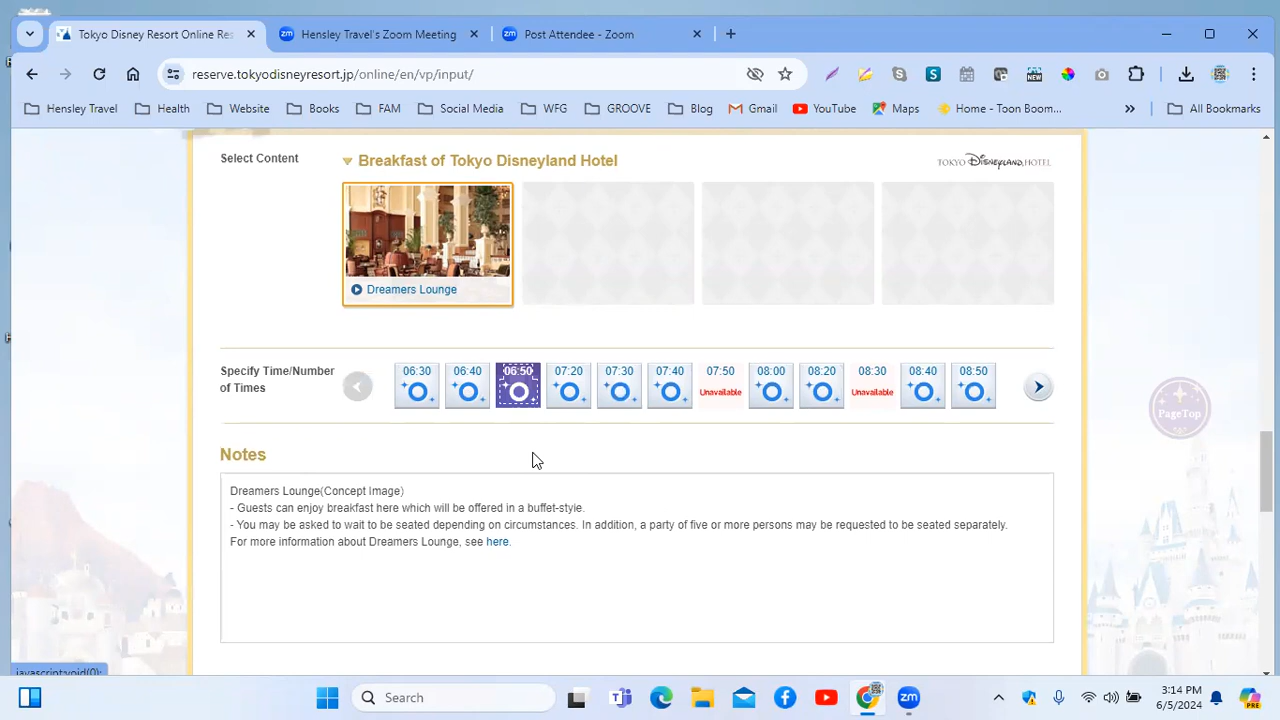 Tokyo Disney Resort Online Res
Hensley Travel's Zoom Meeting
Post Attendee - Zoom
reserve.tokyodisneyresort.jp/online/en/vp/input/
Hensley Travel
Health
Website
Books
FAM
Social Media
WFG
GROOVE
Blog
Gmail
YouTube
Maps
Home - Toon Boom...
All Bookmarks
Select Content
Breakfast of Tokyo Disneyland Hotel
TOKYO DISNEYLAND HOTEL
Dreamers Lounge
Specify Time/Number
of Times
06:30 06:40 06:50 07:20 07:30 07:40 07:50 08:00 08:20 08:30 08:40 08:50
Unavailable Unavailable
PageTop
Notes
Dreamers Lounge(Concept Image)
- Guests can enjoy breakfast here which will be offered in a buffet-style.
- You may be asked to wait to be seated depending on circumstances. In addition, a party of five or more persons may be requested to be seated separately.
For more information about Dreamers Lounge, see here.
javascript:void(0);
Search
3:14 PM
6/5/2024